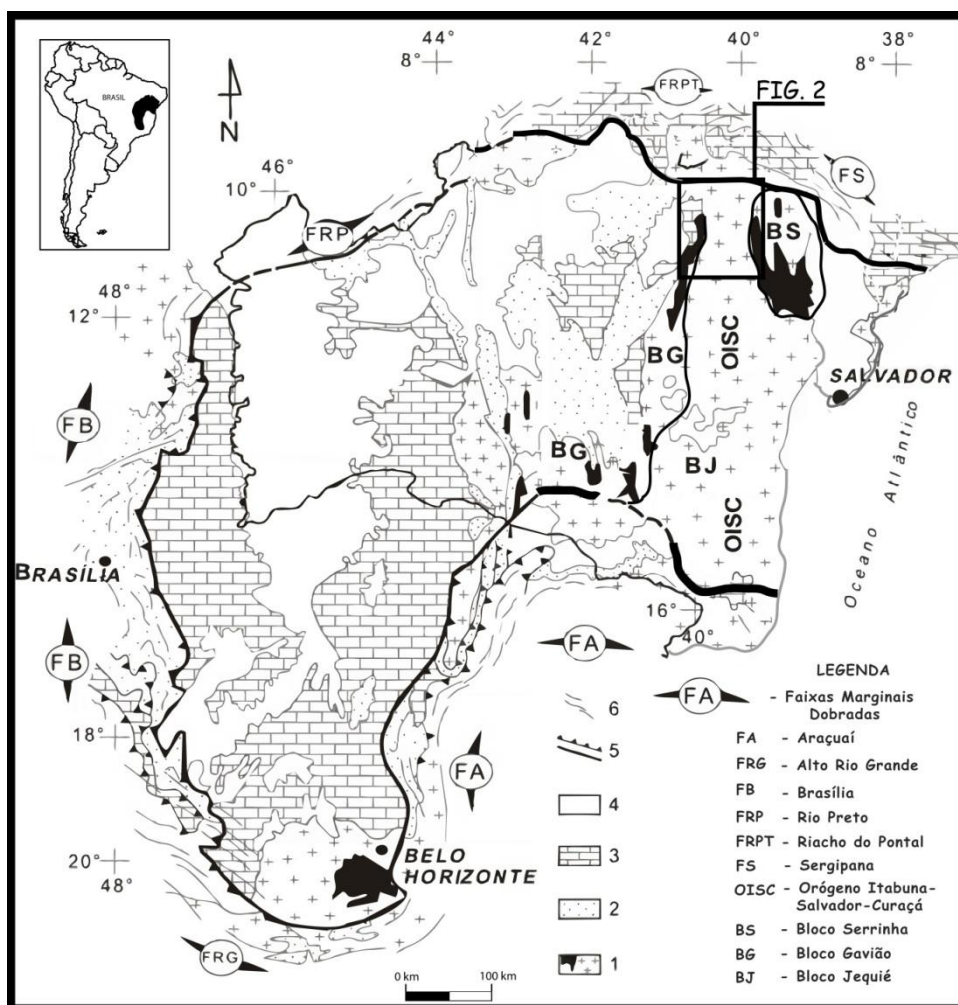 BRASIL
N
44°
8°
42°
40°
38°
8°
FRPT
FIG. 2
46°
10°
FS
FRP
BS
48°
12°
BG
OISC
SALVADOR
FB
BG
BJ
Oceano Atlântico
OISC
BRASÍLIA
16°
40°
FA
FB
LEGENDA
6
FA - Faixas Marginais
Dobradas
18°
5
FA
FA - Araçuaí
FRG - Alto Rio Grande
4
FB - Brasília
FRP - Rio Preto
3
FRPT - Riacho do Pontal
20°
48°
BELO
HORIZONTE
FS - Sergipana
2
OISC - Orógeno Itabuna-
Salvador-Curaçá
BS - Bloco Serrinha
FRG
1
BG - Bloco Gavião
0 km 100 km
BJ - Bloco Jequié